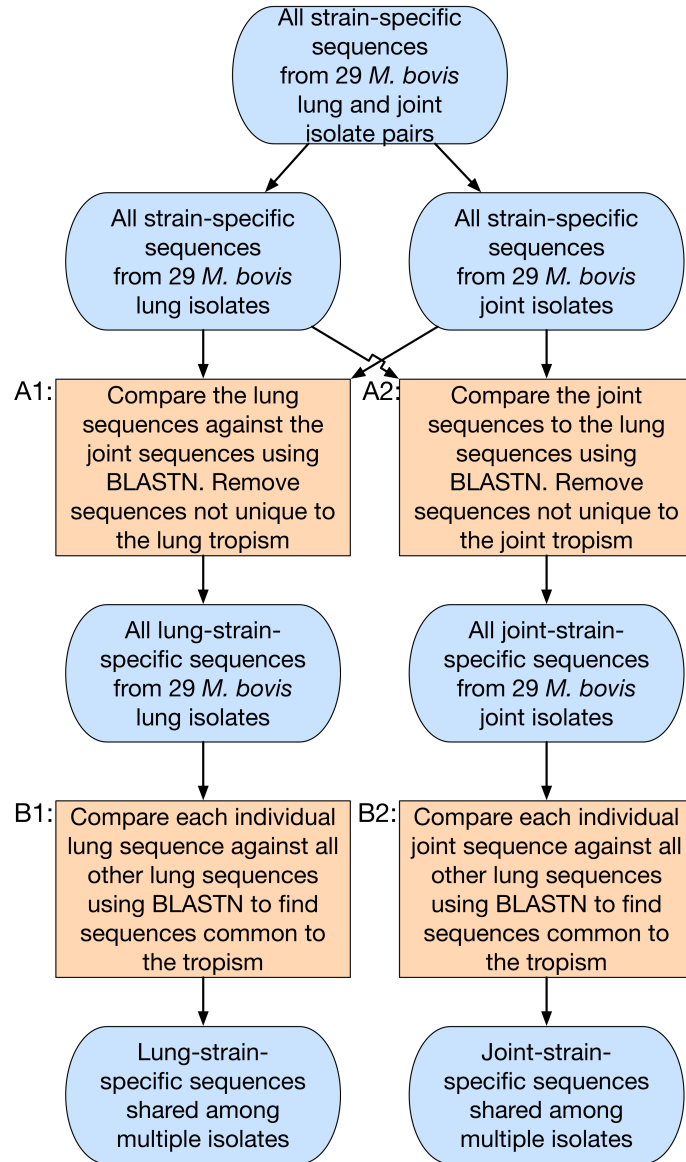 All strain-specific
sequences
from 29 M. bovis
lung and joint
isolate pairs
All strain-specific
sequences
from 29 M. bovis
lung isolates
All strain-specific
sequences
from 29 M. bovis
joint isolates
A1:
Compare the lung
sequences against the
joint sequences using
BLASTN. Remove
sequences not unique to
the lung tropism
A2:
Compare the joint
sequences to the lung
sequences using
BLASTN. Remove
sequences not unique to
the joint tropism
All lung-strain-
specific sequences
from 29 M. bovis
lung isolates
All joint-strain-
specific sequences
from 29 M. bovis
joint isolates
B1:
Compare each individual
lung sequence against all
other lung sequences
using BLASTN to find
sequences common to
the tropism
B2:
Compare each individual
joint sequence against all
other lung sequences
using BLASTN to find
sequences common to
the tropism
Lung-strain-
specific sequences
shared among
multiple isolates
Joint-strain-
specific sequences
shared among
multiple isolates